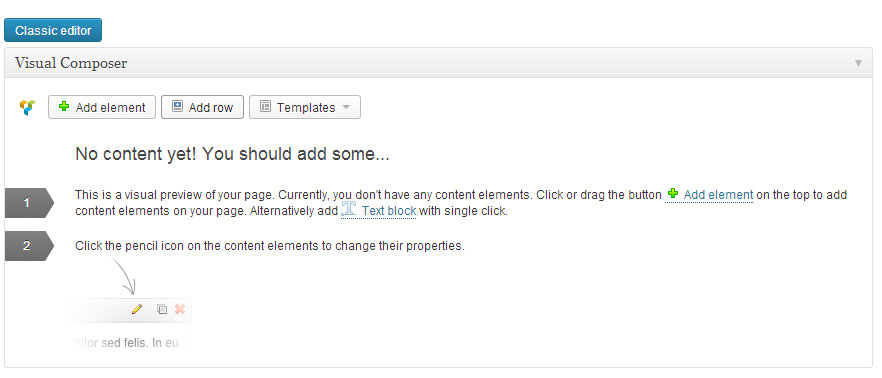 Classic editor
Visual Composer
Add element Add row Templates
No content yet! You should add some...
1 This is a visual preview of your page. Currently, you don't have any content elements. Click or drag the button Add element on the top to add
content elements on your page. Alternatively add Text block with single click.
2 Click the pencil icon on the content elements to change their properties.
sed felis. In eu